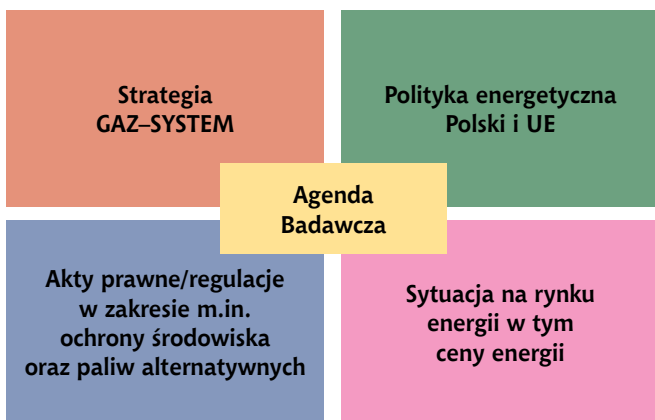 Strategia
GAZ–SYSTEM
Polityka energetyczna
Polski i UE
Agenda
Badawcza
Akty prawne/regulacje
w zakresie m.in.
ochrony środowiska
oraz paliw alternatywnych
Sytuacja na rynku
energii w tym
ceny energii